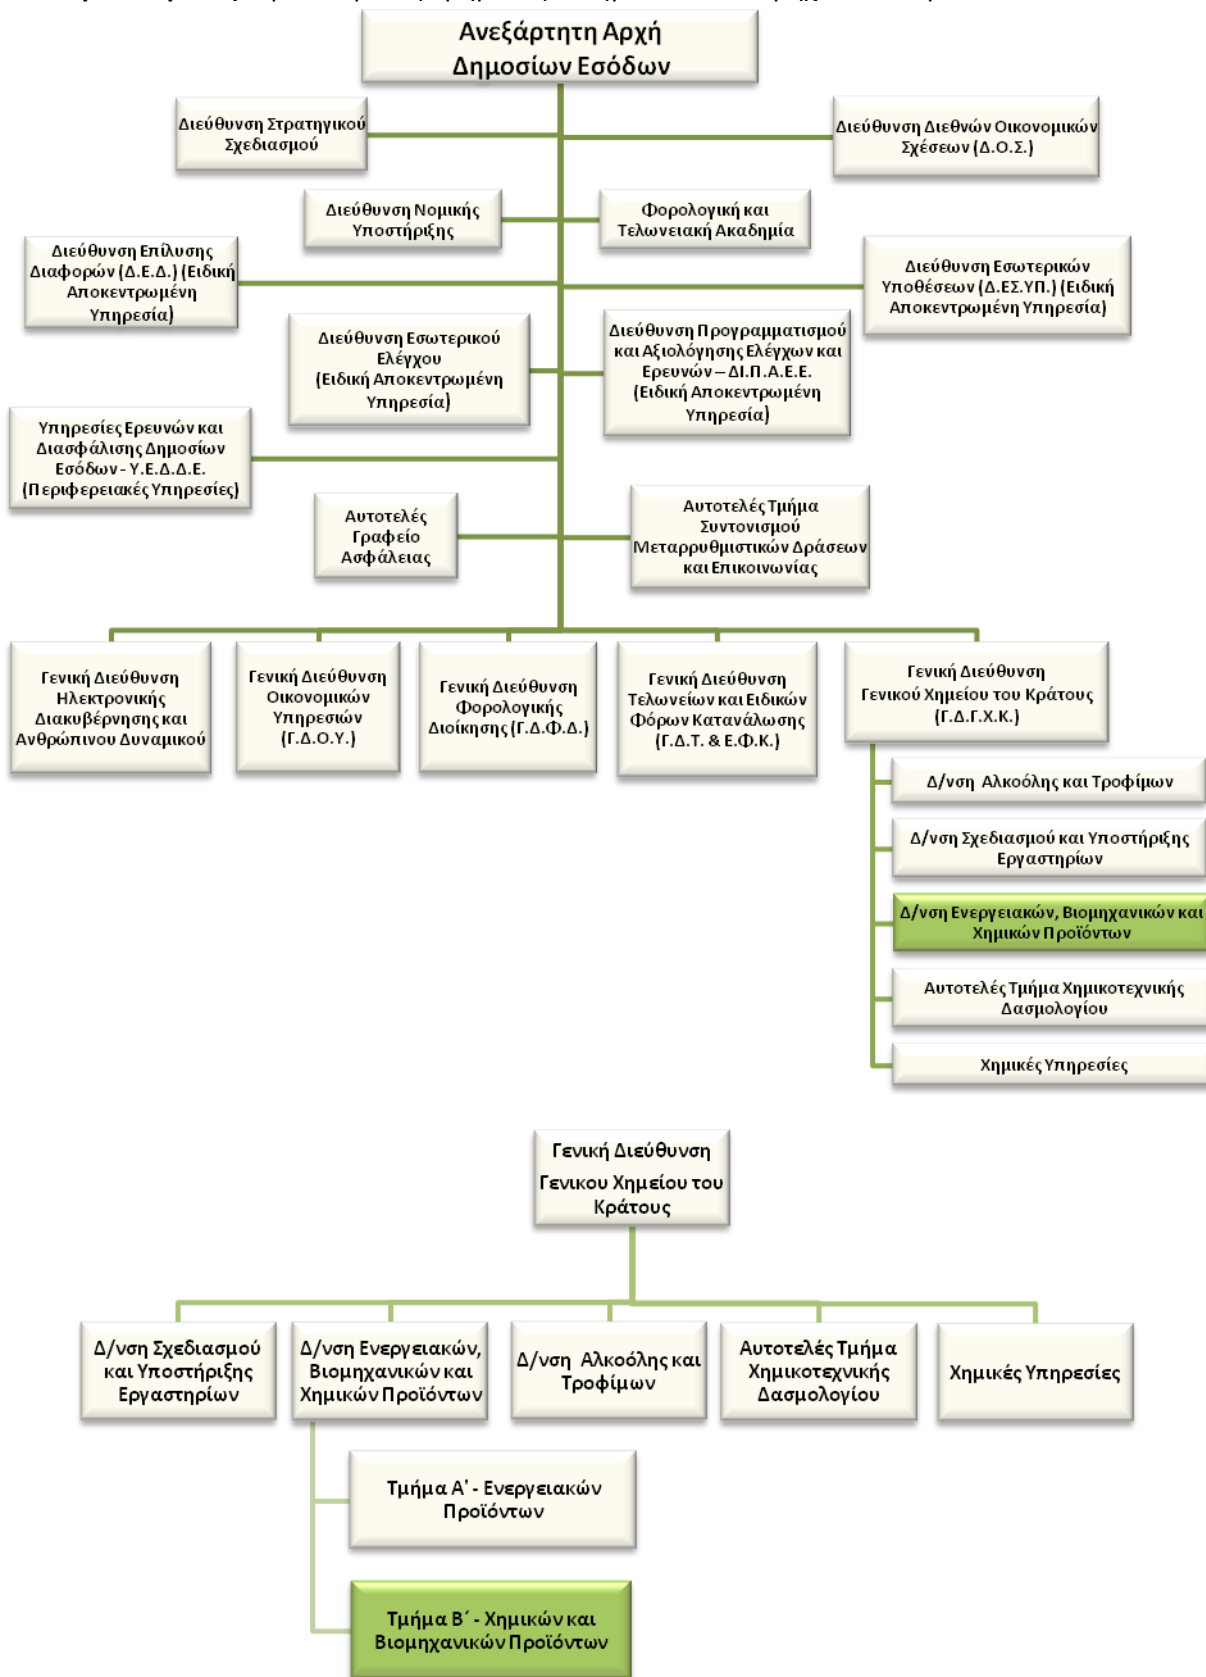 Ανεξάρτητη Αρχή
Δημοσίων Εσόδων
Διεύθυνση Στρατηγικού
Σχεδιασμού
Διεύθυνση Διεθνών Οικονομικών
Σχέσεων (Δ.Ο.Σ.)
Διεύθυνση Νομικής
Υποστήριξης
Φορολογική και
Τελωνειακή Ακαδημία
Διεύθυνση Επίλυσης
Διαφορών (Δ.Ε.Δ.) (Ειδική
Αποκεντρωμένη
Υπηρεσία)
Διεύθυνση Εσωτερικών
Υποθέσεων (Δ.ΕΣ.ΥΠ.) (Ειδική
Αποκεντρωμένη Υπηρεσία)
Διεύθυνση Εσωτερικού
Ελέγχου
(Ειδική Αποκεντρωμένη
Υπηρεσία)
Διεύθυνση Προγραμματισμού
και Αξιολόγησης Ελέγχων και
Ερευνών – ΔΙ.Π.Α.Ε.Ε.
(Ειδική Αποκεντρωμένη
Υπηρεσία)
Υπηρεσίες Ερευνών και
Διασφάλισης Δημοσίων
Εσόδων - Υ.Ε.Δ.Δ.Ε.
(Περιφερειακές Υπηρεσίες)
Αυτοτελές
Γραφείο
Ασφάλειας
Αυτοτελές Τμήμα
Συντονισμού
Μεταρρυθμιστικών Δράσεων
και Επικοινωνίας
Γενική Διεύθυνση
Ηλεκτρονικής
Διακυβέρνησης και
Ανθρώπινου Δυναμικού
Γενική Διεύθυνση
Οικονομικών
Υπηρεσιών
(Γ.Δ.Ο.Υ.)
Γενική Διεύθυνση
Φορολογικής
Διοίκησης (Γ.Δ.Φ.Δ.)
Γενική Διεύθυνση
Τελωνείων και Ειδικών
Φόρων Κατανάλωσης
(Γ.Δ.Τ. & Ε.Φ.Κ.)
Γενική Διεύθυνση
Γενικού Χημείου του Κράτους
(Γ.Δ.Γ.Χ.Κ.)
Δ/νση Αλκοόλης και Τροφίμων
Δ/νση Σχεδιασμού και Υποστήριξης
Εργαστηρίων
Δ/νση Ενεργειακών, Βιομηχανικών και
Χημικών Προϊόντων
Αυτοτελές Τμήμα Χημικοτεχνικής
Δασμολογίου
Χημικές Υπηρεσίες
Γενική Διεύθυνση
Γενικου Χημείου του
Κράτους
Δ/νση Σχεδιασμού
και Υποστήριξης
Εργαστηρίων
Δ/νση Ενεργειακών,
Βιομηχανικών και
Χημικών Προϊόντων
Δ/νση Αλκοόλης και
Τροφίμων
Αυτοτελές Τμήμα
Χημικοτεχνικής
Δασμολογίου
Χημικές Υπηρεσίες
Τμήμα Α' - Ενεργειακών
Προϊόντων
Τμήμα Β΄ - Χημικών και
Βιομηχανικών Προϊόντων